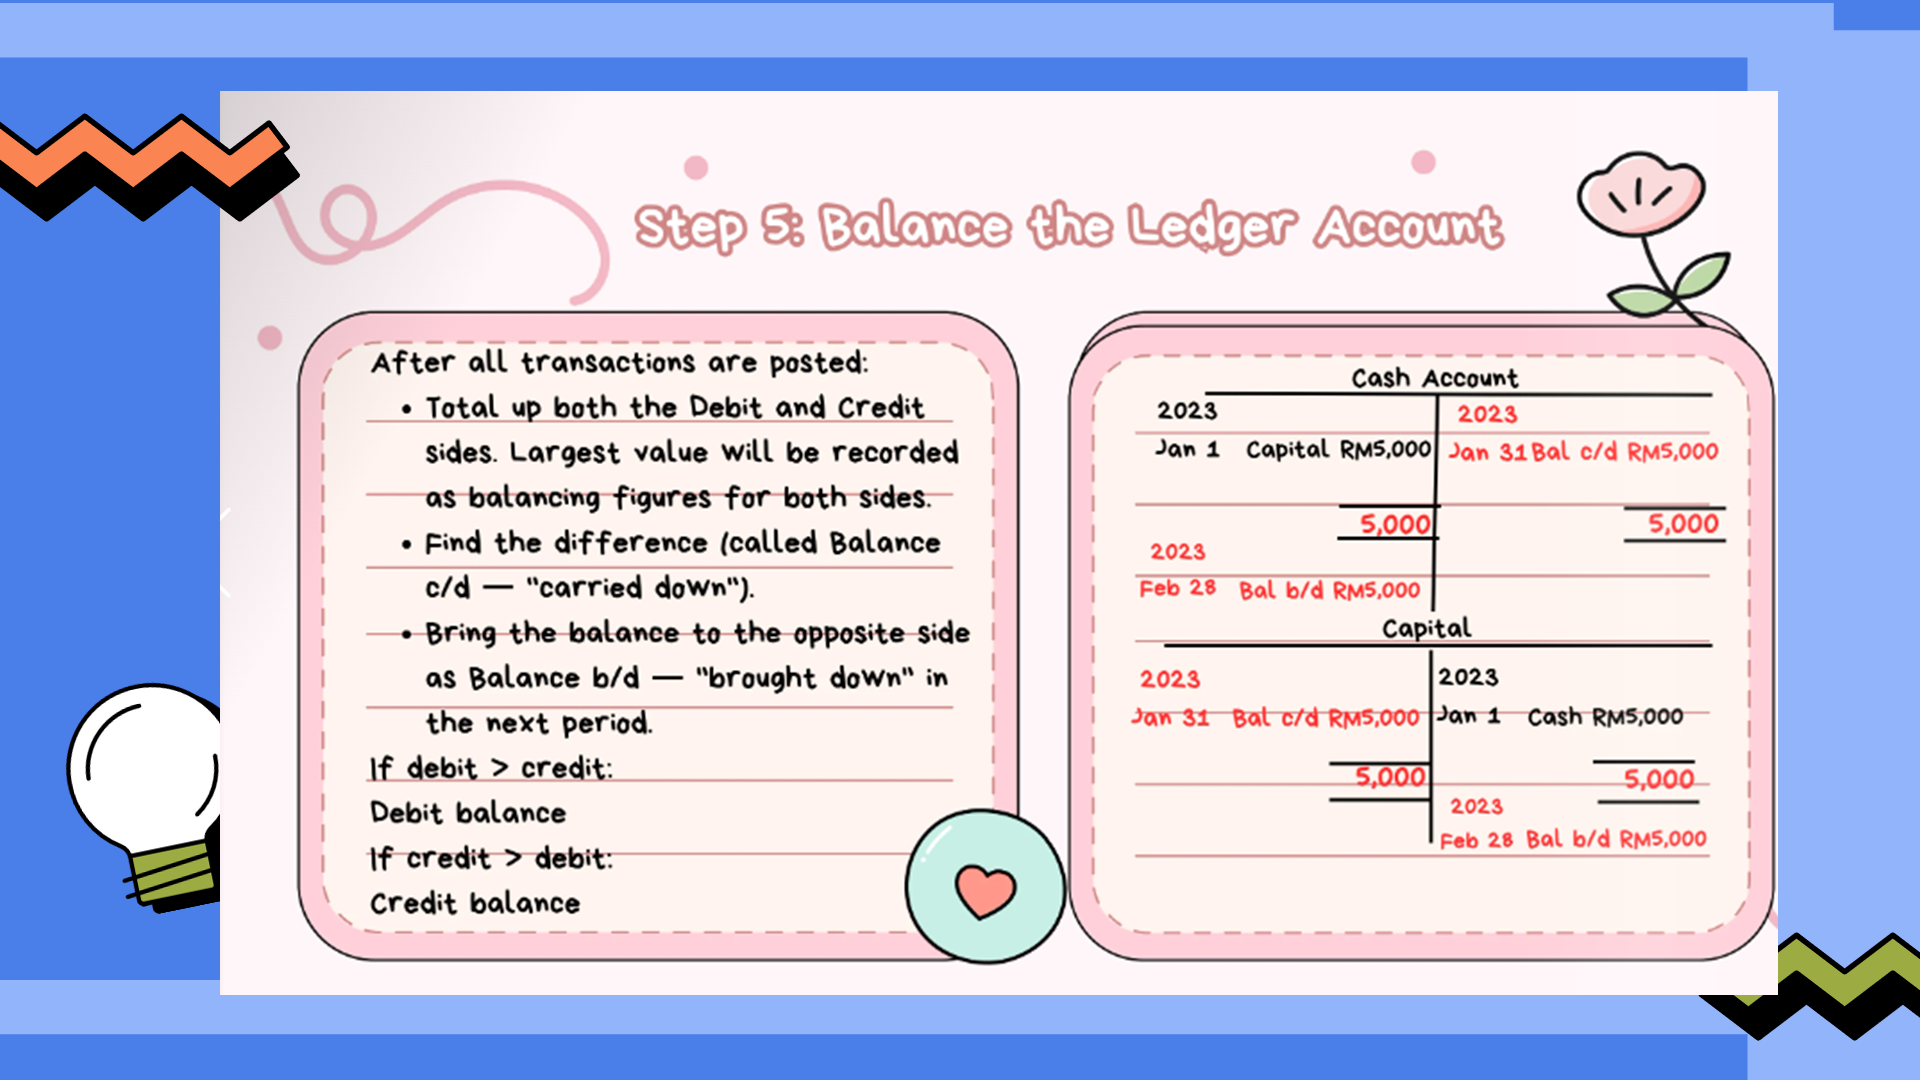 Step 5: Balance the Ledger Account
After all transactions are posted:
• Total up both the Debit and Credit
sides. Largest value will be recorded
as balancing figures for both sides.
• Find the difference (called Balance
c/d — "carried down").
• Bring the balance to the opposite side
as Balance b/d — "brought down" in
the next period.
If debit > credit:
Debit balance
If credit > debit:
Credit balance
Cash Account
2023 2023
Jan 1 Capital RM5,000 Jan 31 Bal c/d RM5,000
5,000 5,000
2023
Feb 28 Bal b/d RM5,000
Capital
2023 2023
Jan 31 Bal c/d RM5,000 Jan 1 Cash RM5,000
5,000 5,000
2023
Feb 28 Bal b/d RM5,000